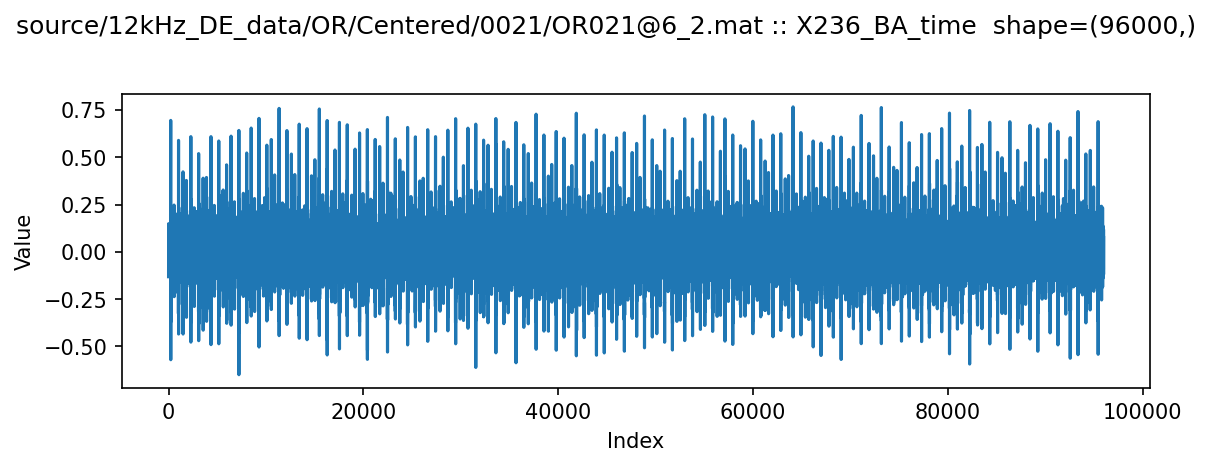 source/12kHz_DE_data/OR/Centered/0021/OR021@6_2.mat :: X236_BA_time  shape=(96000,)
0.75
0.50
0.25
0.00
−0.25
−0.50
Value
0 20000 40000 60000 80000 100000
Index